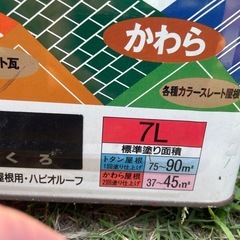 ト瓦
かわら
各種カラースレート屋根
くろ
屋根用・ハピオルーフ
7L
標準塗り面積
トタン屋根
1回塗り仕上げ
75〜90m²
かわら屋根
2回塗り仕上げ
37〜45m²